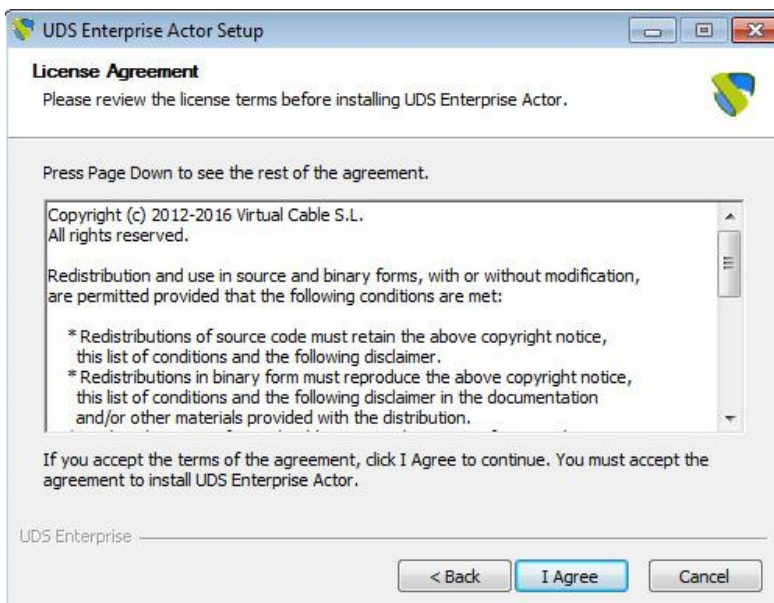 UDS Enterprise Actor Setup
License Agreement
Please review the license terms before installing UDS Enterprise Actor.
Press Page Down to see the rest of the agreement.
Copyright (c) 2012-2016 Virtual Cable S.L.
All rights reserved.
Redistribution and use in source and binary forms, with or without modification,
are permitted provided that the following conditions are met:
* Redistributions of source code must retain the above copyright notice,
this list of conditions and the following disclaimer.
* Redistributions in binary form must reproduce the above copyright notice,
this list of conditions and the following disclaimer in the documentation
and/or other materials provided with the distribution.
If you accept the terms of the agreement, click I Agree to continue. You must accept the
agreement to install UDS Enterprise Actor.
UDS Enterprise
< Back
I Agree
Cancel